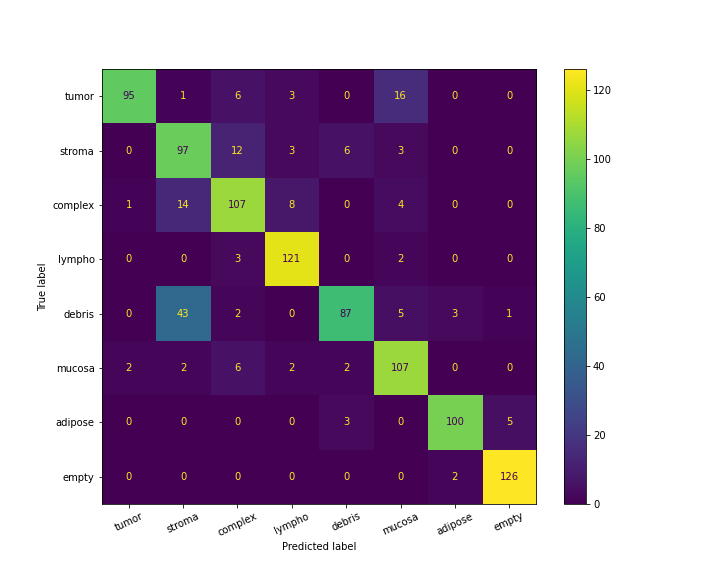 tumor 95 1 6 3 0 16 0 0
stroma 0 97 12 3 6 3 0 0
complex 1 14 107 8 0 4 0 0
lympho 0 0 3 121 0 2 0 0
debris 0 43 2 0 87 5 3 1
mucosa 2 2 6 2 2 107 0 0
adipose 0 0 0 0 3 0 100 5
empty 0 0 0 0 0 0 2 126
tumor stroma complex lympho debris mucosa adipose empty
Predicted label
True label
120
100
80
60
40
20
0